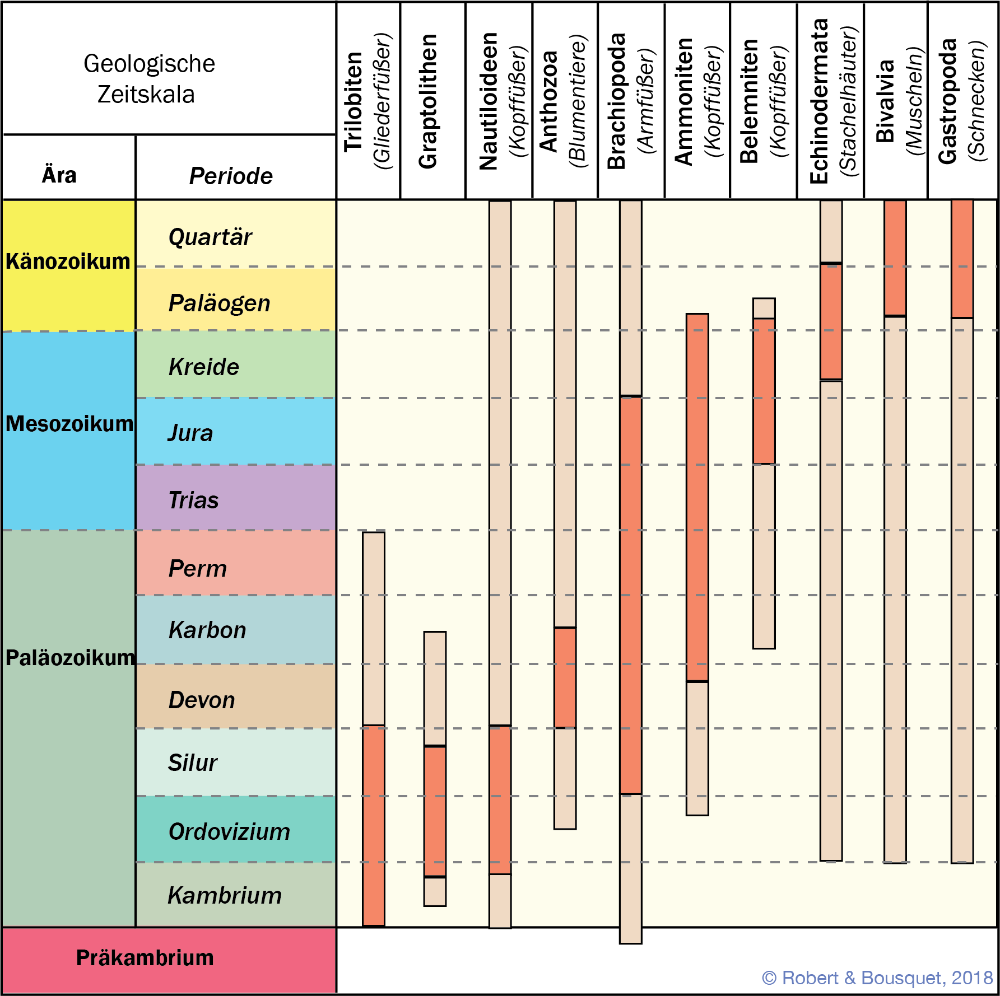 Geologische
Zeitskala
Ära
Periode
Trilobiten
(Gliederfüßer)
Graptolithen
Nautiloideen
(Kopffüßer)
Anthozoa
(Blumentiere)
Brachiopoda
(Armfüßer)
Ammoniten
(Kopffüßer)
Belemniten
(Kopffüßer)
Echinodermata
(Stachelhäuter)
Bivalvia
(Muscheln)
Gastropoda
(Schnecken)
Känozoikum
Quartär
Paläogen
Mesozoikum
Kreide
Jura
Trias
Paläozoikum
Perm
Karbon
Devon
Silur
Ordovizium
Kambrium
Präkambrium
© Robert & Bousquet, 2018